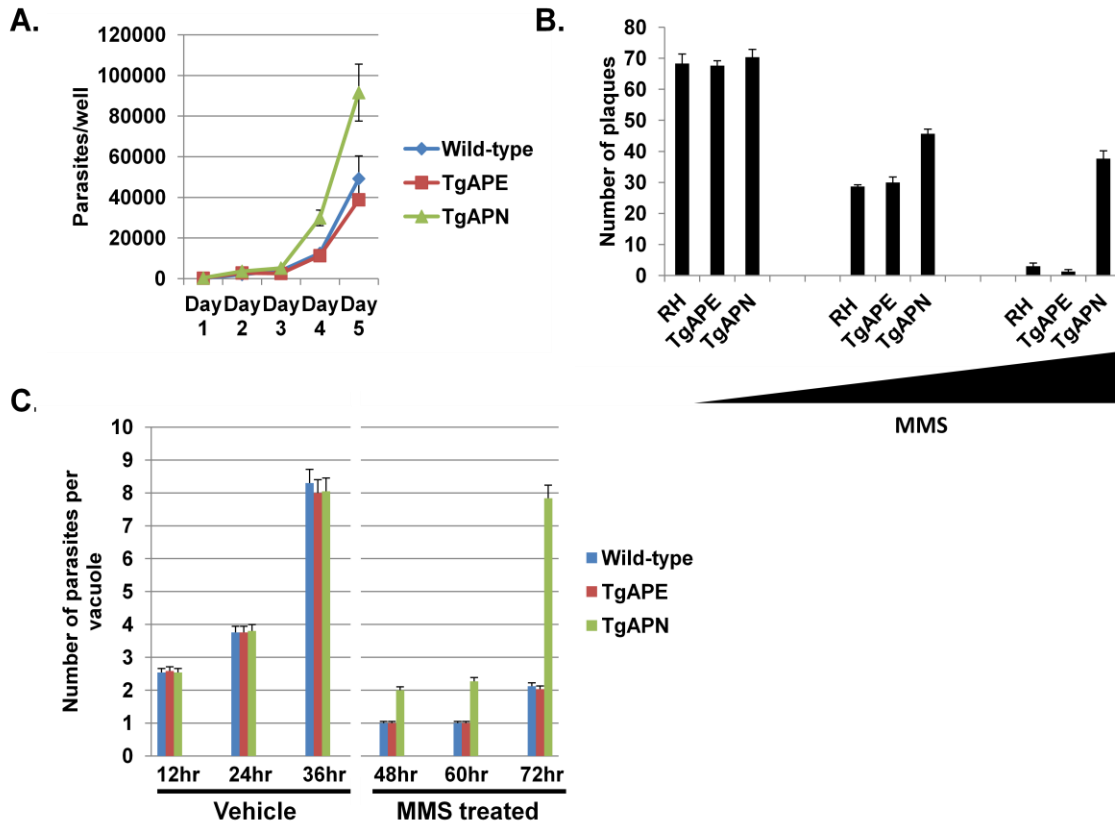 A.
Parasites/well
120000
100000
80000
60000
40000
20000
0
Day 1
Day 2
Day 3
Day 4
Day 5
Wild-type
TgAPE
TgAPN
B.
Number of plaques
80
70
60
50
40
30
20
10
0
RH
TgAPE
TgAPN
RH
TgAPE
TgAPN
RH
TgAPE
TgAPN
MMS
C.
Number of parasites per
vacuole
10
9
8
7
6
5
4
3
2
1
0
12hr
24hr
36hr
48hr
60hr
72hr
Vehicle
MMS treated
Wild-type
TgAPE
TgAPN